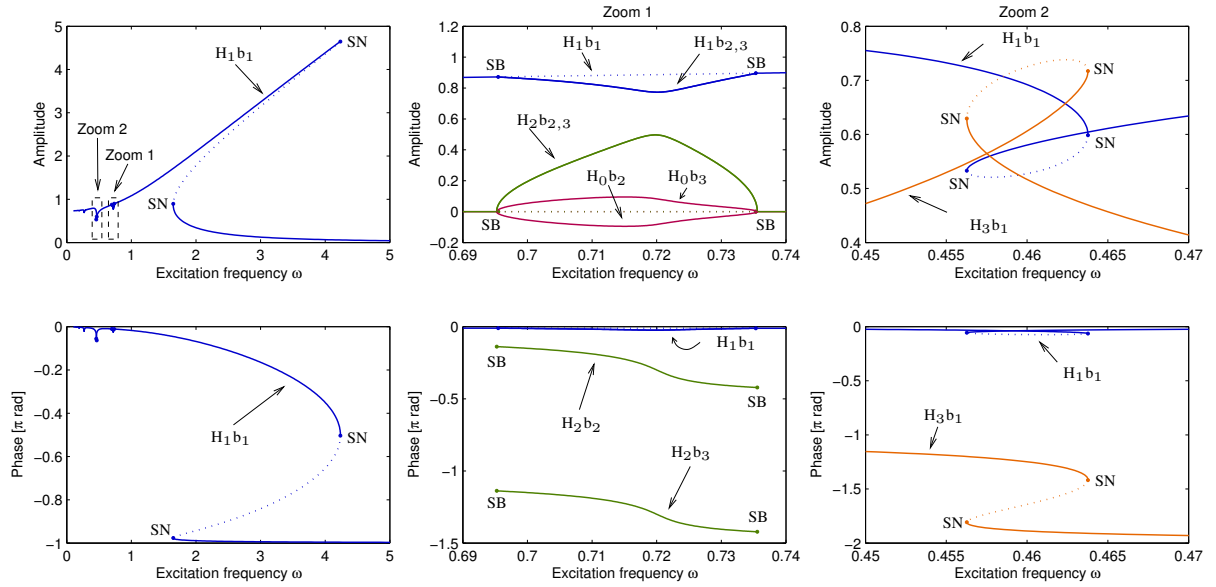 Zoom 1
Zoom 2
5
4
3
2
1
0
Amplitude
H₁b₁
SN
Zoom 2
Zoom 1
SN
0 1 2 3 4 5
Excitation frequency ω
1.2
1
0.8
0.6
0.4
0.2
0
−0.2
Amplitude
H₁b₁
H₁b₂,₃
SB
SB
H₂b₂,₃
H₀b₂
H₀b₃
SB
SB
0.69 0.7 0.71 0.72 0.73 0.74
Excitation frequency ω
0.8
0.7
0.6
0.5
0.4
Amplitude
H₁b₁
SN
SN
SN
SN
H₃b₁
0.45 0.455 0.46 0.465 0.47
Excitation frequency ω
0
−0.2
−0.4
−0.6
−0.8
−1
Phase [π rad]
H₁b₁
SN
SN
0 1 2 3 4 5
Excitation frequency ω
0
−0.5
−1
−1.5
Phase [π rad]
SB
H₁b₁
H₂b₂
SB
H₂b₃
SB
SB
0.69 0.7 0.71 0.72 0.73 0.74
Excitation frequency ω
0
−0.5
−1
−1.5
−2
Phase [π rad]
H₁b₁
H₃b₁
SN
SN
0.45 0.455 0.46 0.465 0.47
Excitation frequency ω